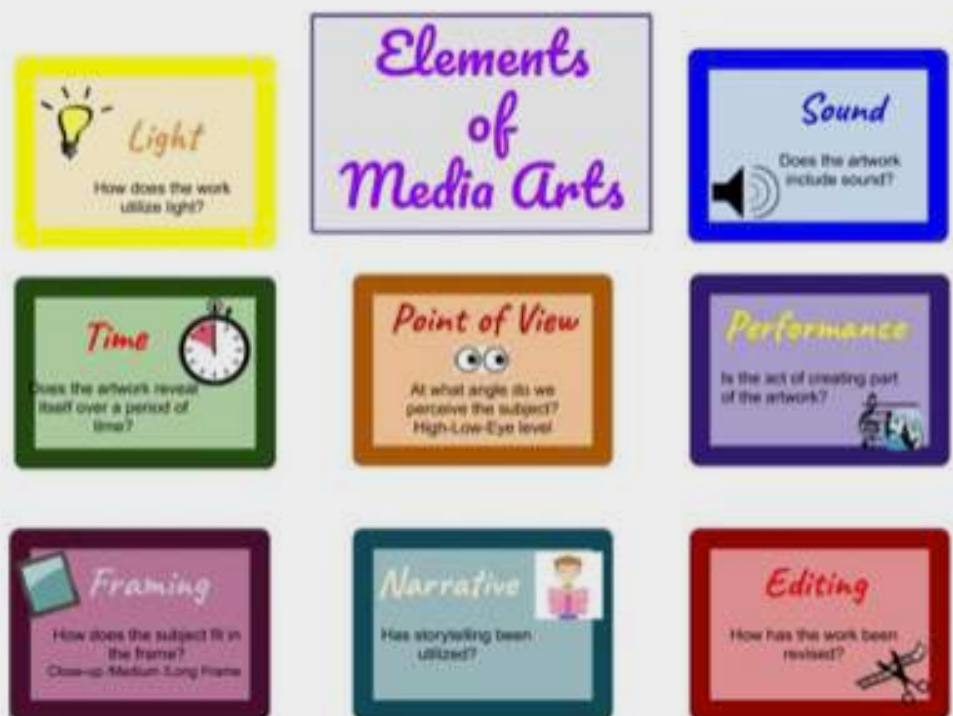 Elements
of
Media Arts
Light
How does the work
utilize light?
Sound
Does the artwork
include sound?
Time
Does the artwork reveal
itself over a period of
time?
Point of View
At what angle do we
perceive the subject?
High-Low-Eye level
Performance
Is the act of creating part
of the artwork?
Framing
How does the subject fit in
the frame?
Close-up /Medium /Long Frame
Narrative
Has storytelling been
utilized?
Editing
How has the work been
revised?